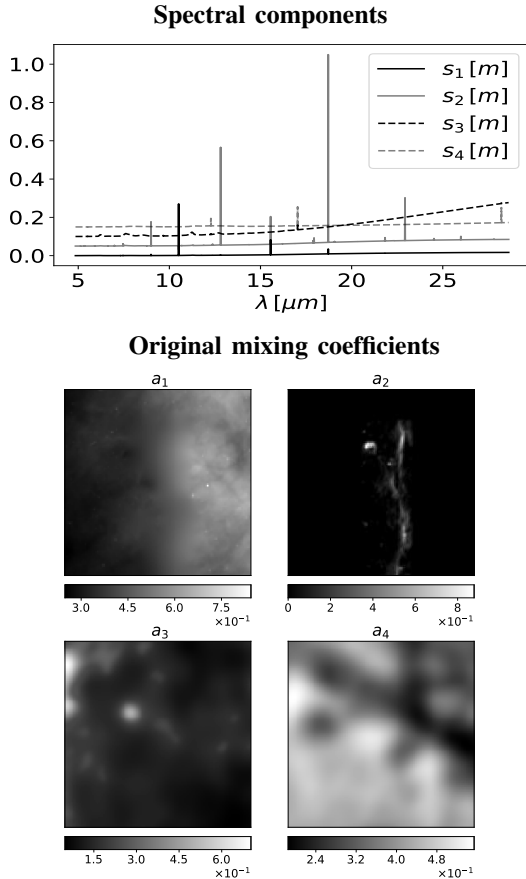 Spectral components
1.0
0.8
0.6
0.4
0.2
0.0
s₁ [m]
s₂ [m]
s₃ [m]
s₄ [m]
5 10 15 20 25
λ [μm]
Original mixing coefficients
a₁ a₂
3.0 4.5 6.0 7.5 0 2 4 6 8
×10⁻¹ ×10⁻¹
a₃ a₄
1.5 3.0 4.5 6.0 2.4 3.2 4.0 4.8
×10⁻¹ ×10⁻¹